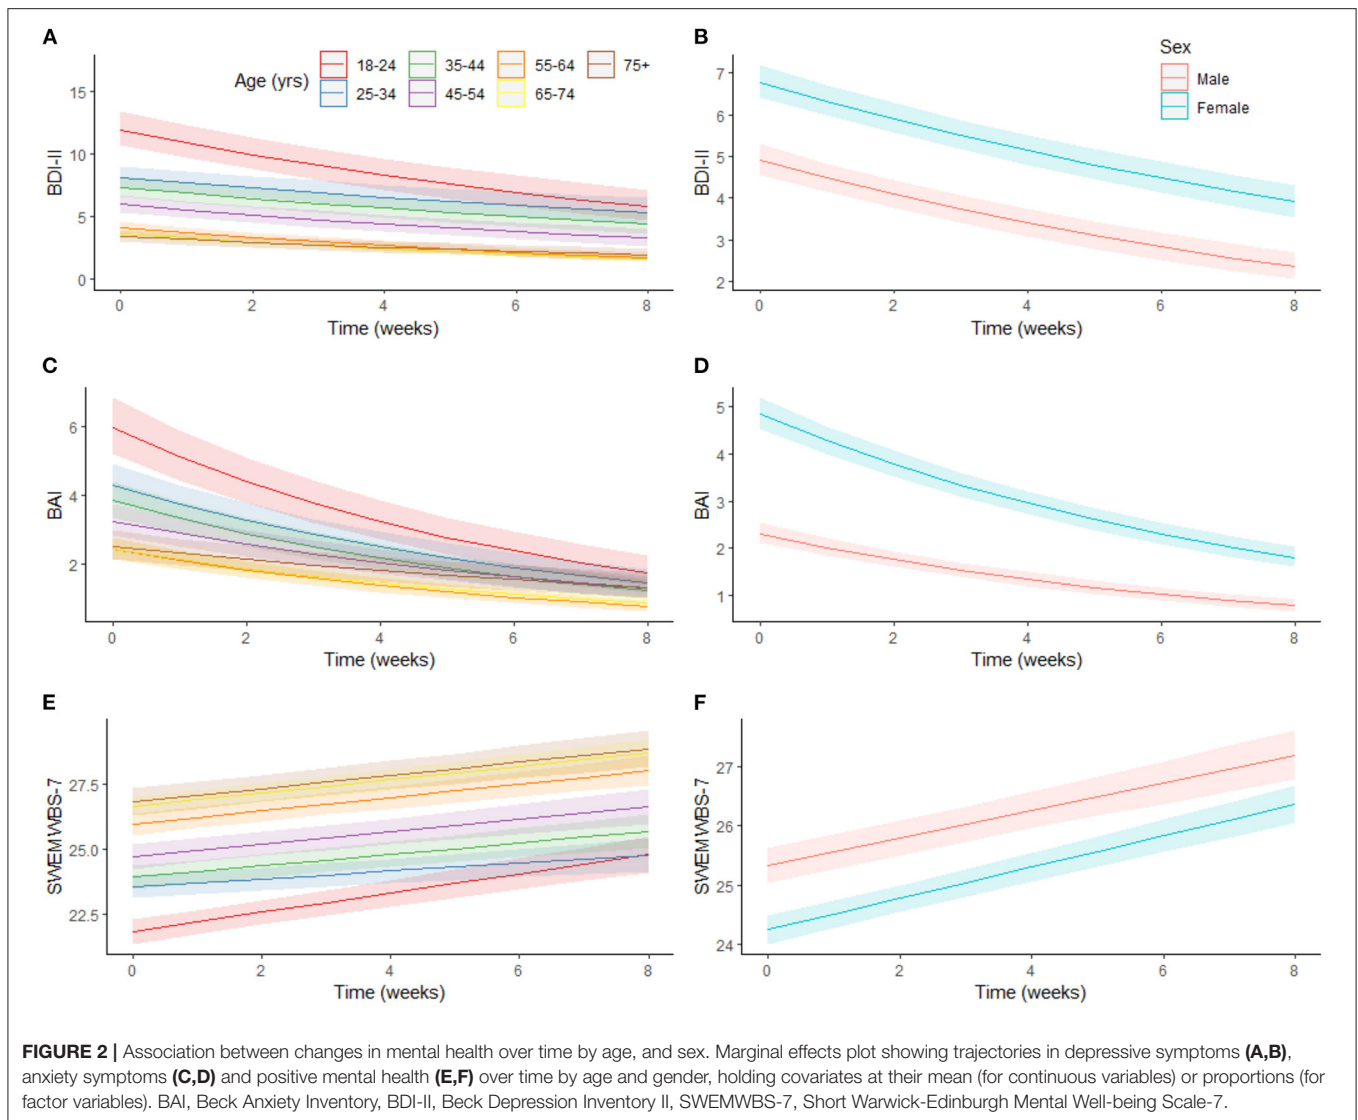 A
Age (yrs)
18-24 35-44 55-64 75+
25-34 45-54 65-74
BDI-II
15
10
5
0
0 2 4 6 8
Time (weeks)
B
Sex
Male
Female
BDI-II
7
6
5
4
3
2
0 2 4 6 8
Time (weeks)
C
BAI
6
4
2
0 2 4 6 8
Time (weeks)
D
BAI
5
4
3
2
1
0 2 4 6 8
Time (weeks)
E
SWEMWBS-7
27.5
25.0
22.5
0 2 4 6 8
Time (weeks)
F
SWEMWBS-7
27
26
25
24
0 2 4 6 8
Time (weeks)
FIGURE 2 | Association between changes in mental health over time by age, and sex. Marginal effects plot showing trajectories in depressive symptoms (A,B),
anxiety symptoms (C,D) and positive mental health (E,F) over time by age and gender, holding covariates at their mean (for continuous variables) or proportions (for
factor variables). BAI, Beck Anxiety Inventory, BDI-II, Beck Depression Inventory II, SWEMWBS-7, Short Warwick-Edinburgh Mental Well-being Scale-7.